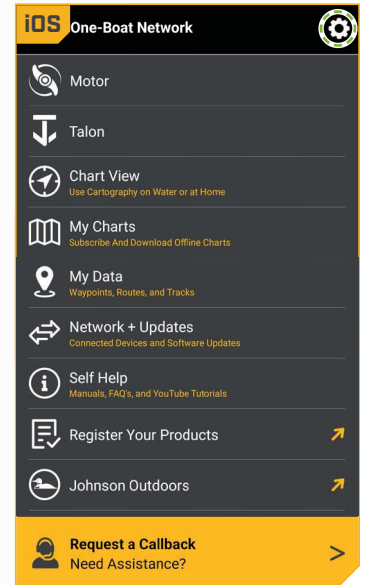 iOS One-Boat Network
Motor
Talon
Chart View
Use Cartography on Water or at Home
My Charts
Subscribe And Download Offline Charts
My Data
Waypoints, Routes, and Tracks
Network + Updates
Connected Devices and Software Updates
Self Help
Manuals, FAQ's, and YouTube Tutorials
Register Your Products
Johnson Outdoors
Request a Callback
Need Assistance?